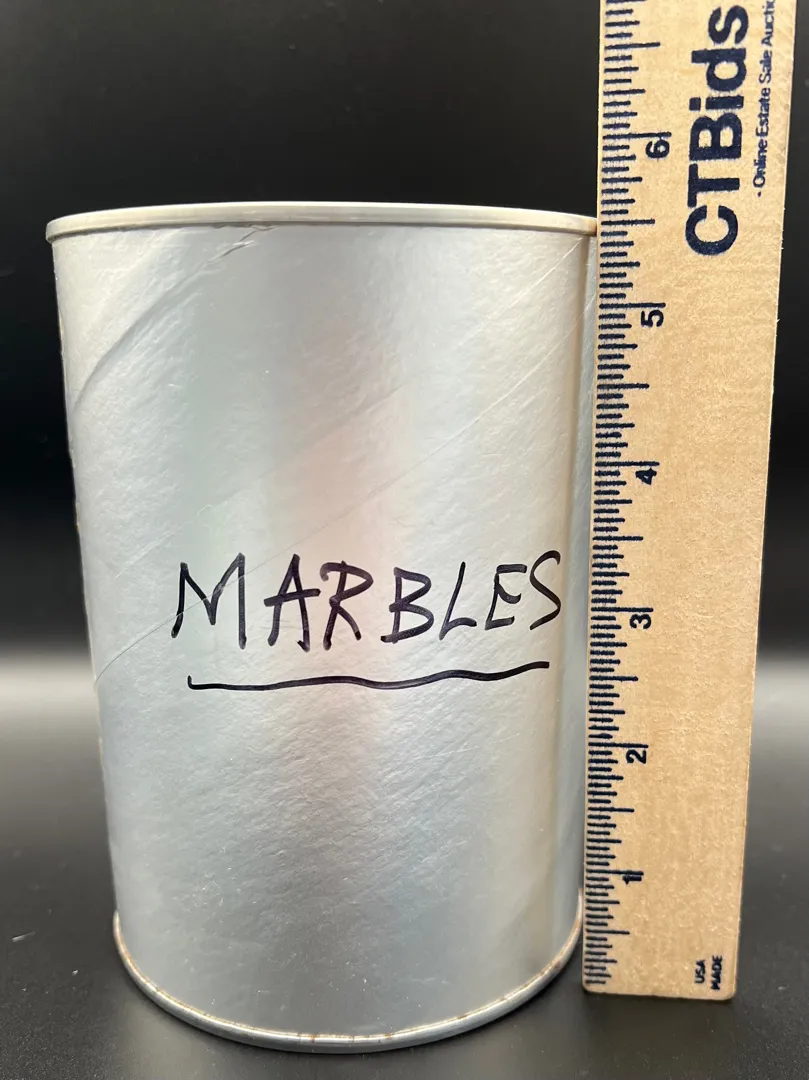 MARBLES
6
5
4
3
2
1
CTBids
- Online Estate Sale Auctio
USA
MADE